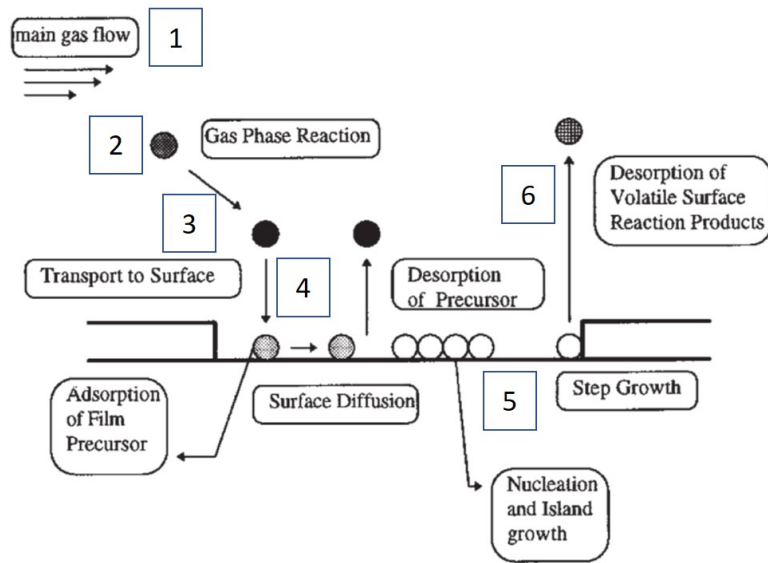 main gas flow
1
2
Gas Phase Reaction
3
Transport to Surface
4
Desorption
of Precursor
6
Desorption of
Volatile Surface
Reaction Products
Adsorption
of Film
Precursor
Surface Diffusion
5
Step Growth
Nucleation
and Island
growth